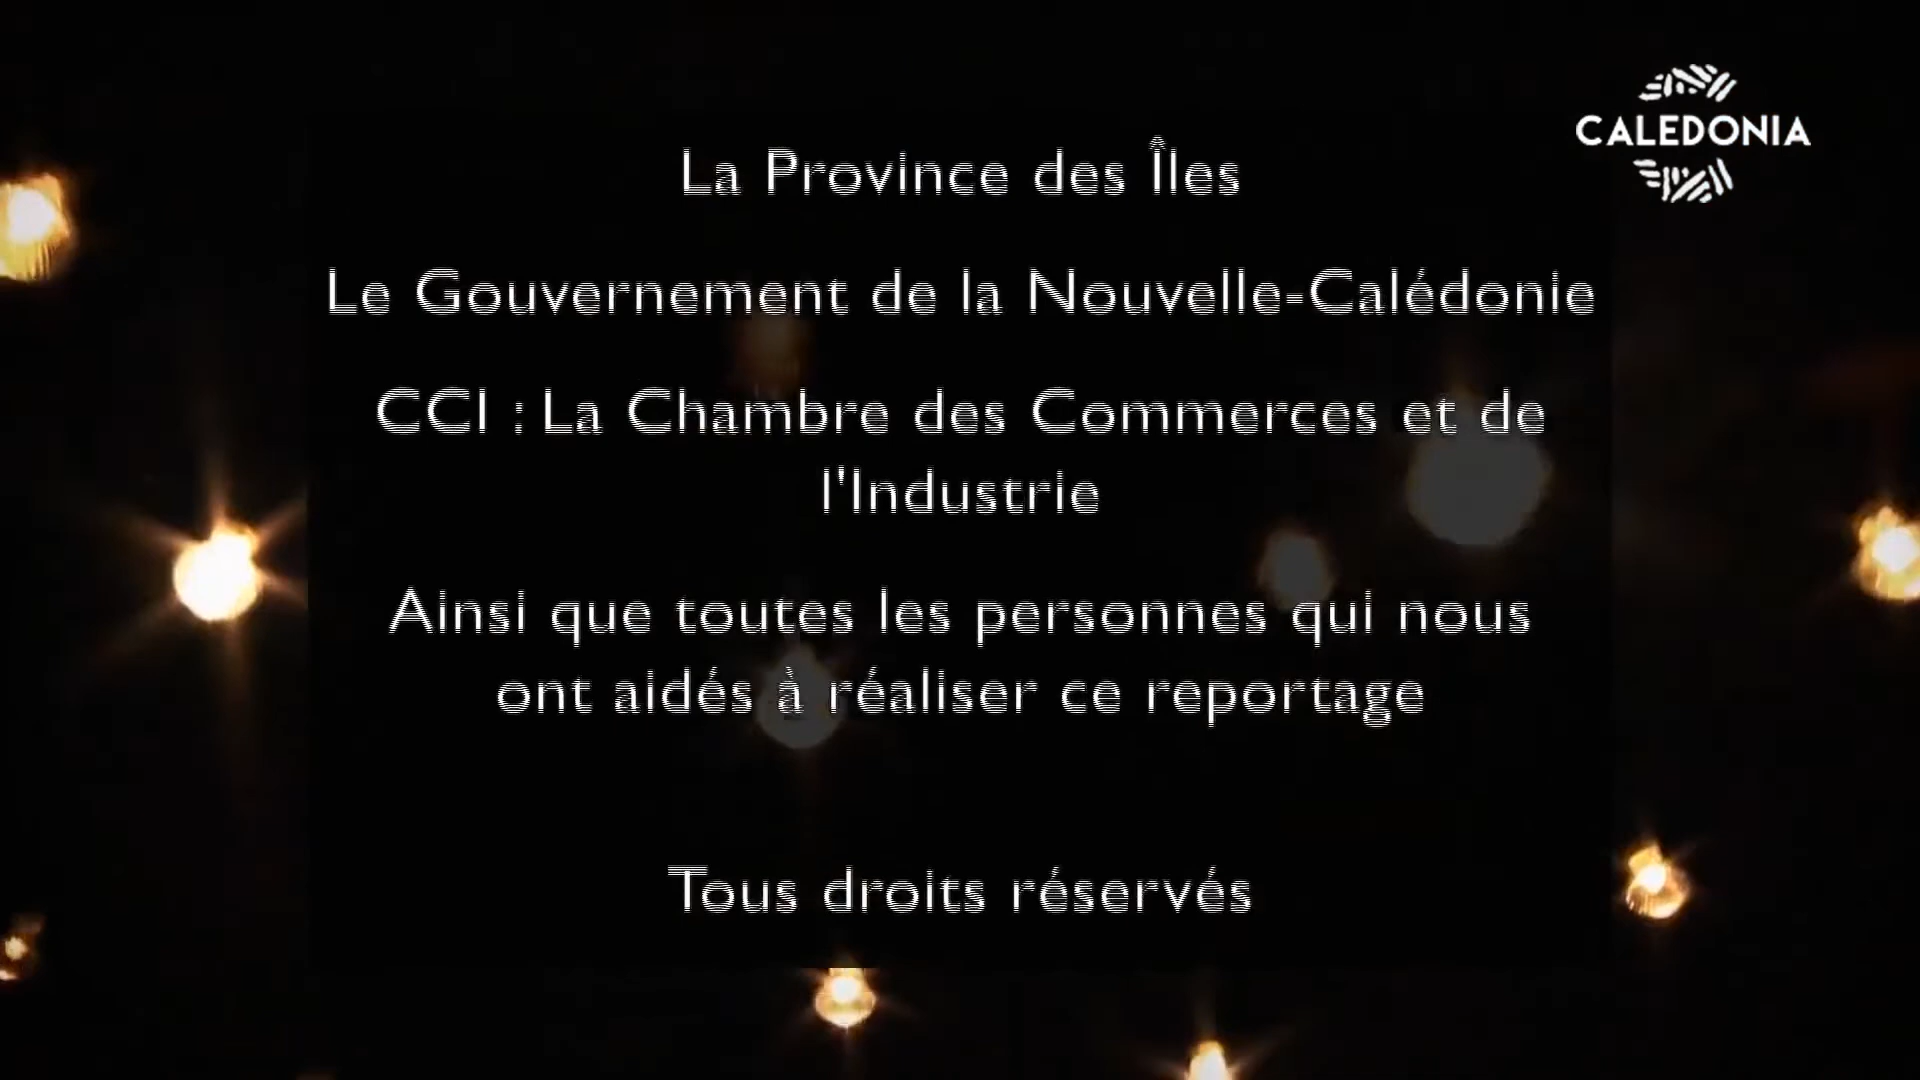 CALEDONIA
La Province des Îles
Le Gouvernement de la Nouvelle-Calédonie
CCI : La Chambre des Commerces et de
l'Industrie
Ainsi que toutes les personnes qui nous
ont aidés à réaliser ce reportage
Tous droits réservés